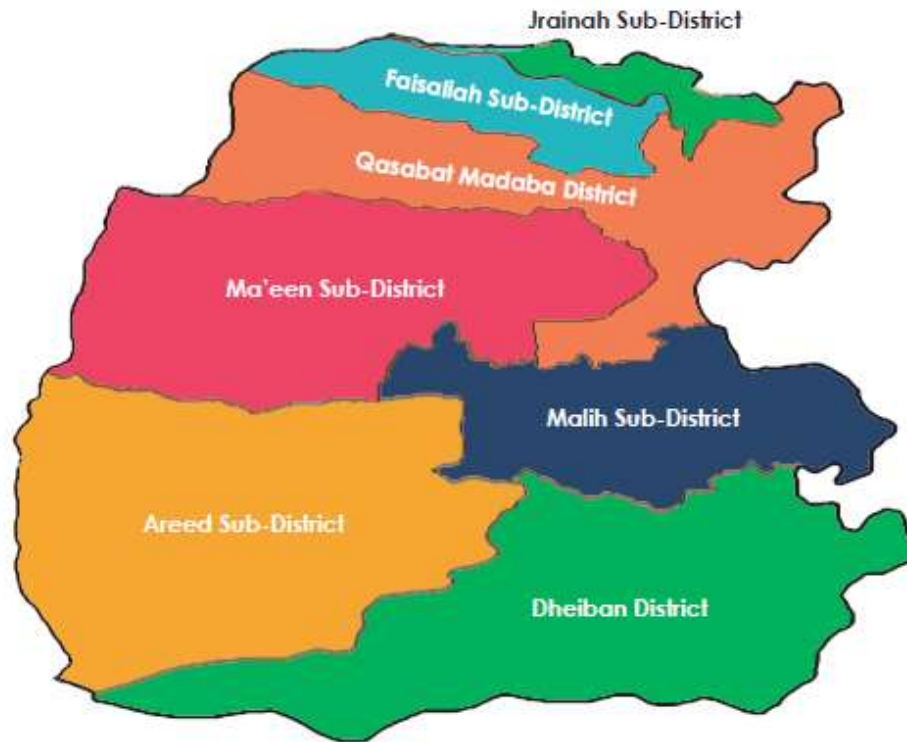 Jrainah Sub-District
Faisaliah Sub-District
Qasabat Madaba District
Ma'een Sub-District
Malih Sub-District
Areed Sub-District
Dheiban District